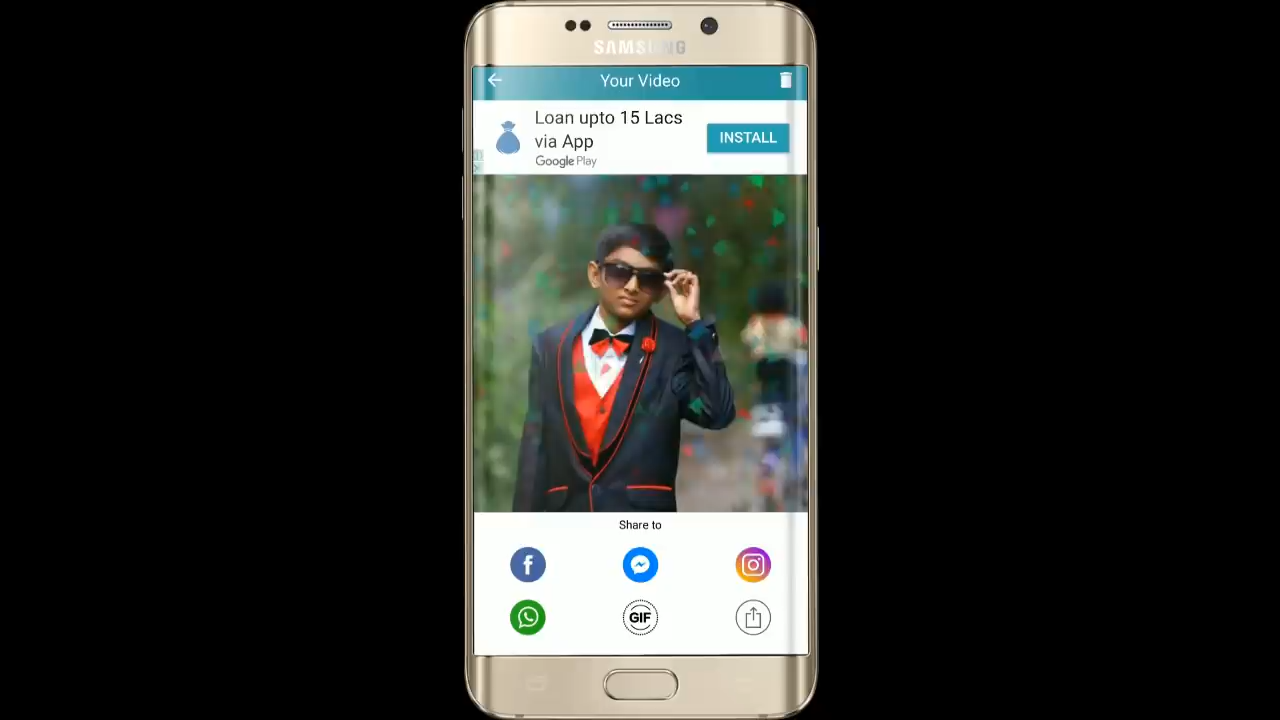 SAMSUNG
Your Video
Loan upto 15 Lacs
via App
INSTALL
Google Play
Share to
f
GIF